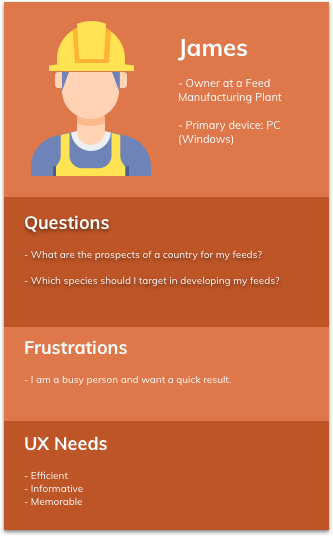 James
- Owner at a Feed
Manufacturing Plant
- Primary device: PC
(Windows)
Questions
- What are the prospects of a country for my feeds?
- Which species should I target in developing my feeds?
Frustrations
- I am a busy person and want a quick result.
UX Needs
- Efficient
- Informative
- Memorable